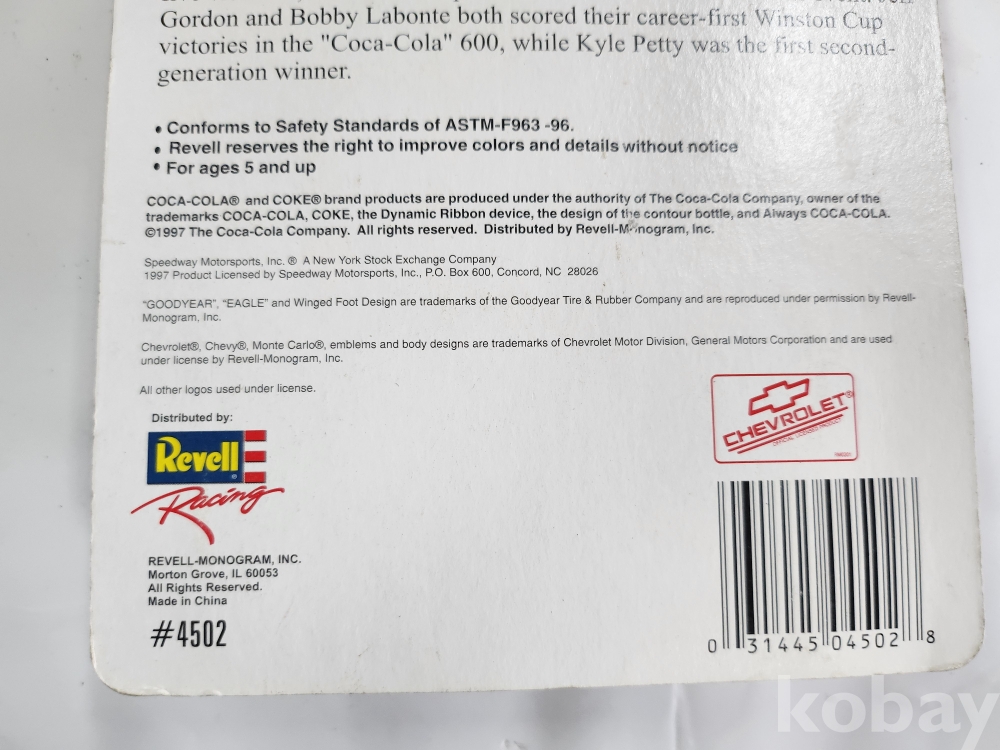 Gordon and Bobby Labonte both scored their career-first Winston Cup
victories in the "Coca-Cola" 600, while Kyle Petty was the first second-
generation winner.
• Conforms to Safety Standards of ASTM-F963 -96.
• Revell reserves the right to improve colors and details without notice
• For ages 5 and up
COCA-COLA® and COKE® brand products are produced under the authority of The Coca-Cola Company, owner of the
trademarks COCA-COLA, COKE, the Dynamic Ribbon device, the design of the contour bottle, and Always COCA-COLA.
©1997 The Coca-Cola Company. All rights reserved. Distributed by Revell-Monogram, Inc.
Speedway Motorsports, Inc. ® A New York Stock Exchange Company
1997 Product Licensed by Speedway Motorsports, Inc., P.O. Box 600, Concord, NC 28026
"GOODYEAR", "EAGLE" and Winged Foot Design are trademarks of the Goodyear Tire & Rubber Company and are reproduced under permission by Revell-
Monogram, Inc.
Chevrolet®, Chevy®, Monte Carlo®, emblems and body designs are trademarks of Chevrolet Motor Division, General Motors Corporation and are used
under license by Revell-Monogram, Inc.
All other logos used under license.
Distributed by:
Revell®
Racing
CHEVROLET®
OFFICIAL LICENSED PRODUCT
REVELL-MONOGRAM, INC.
Morton Grove, IL 60053
All Rights Reserved.
Made in China
#4502
0 31445 04502 8
kobay